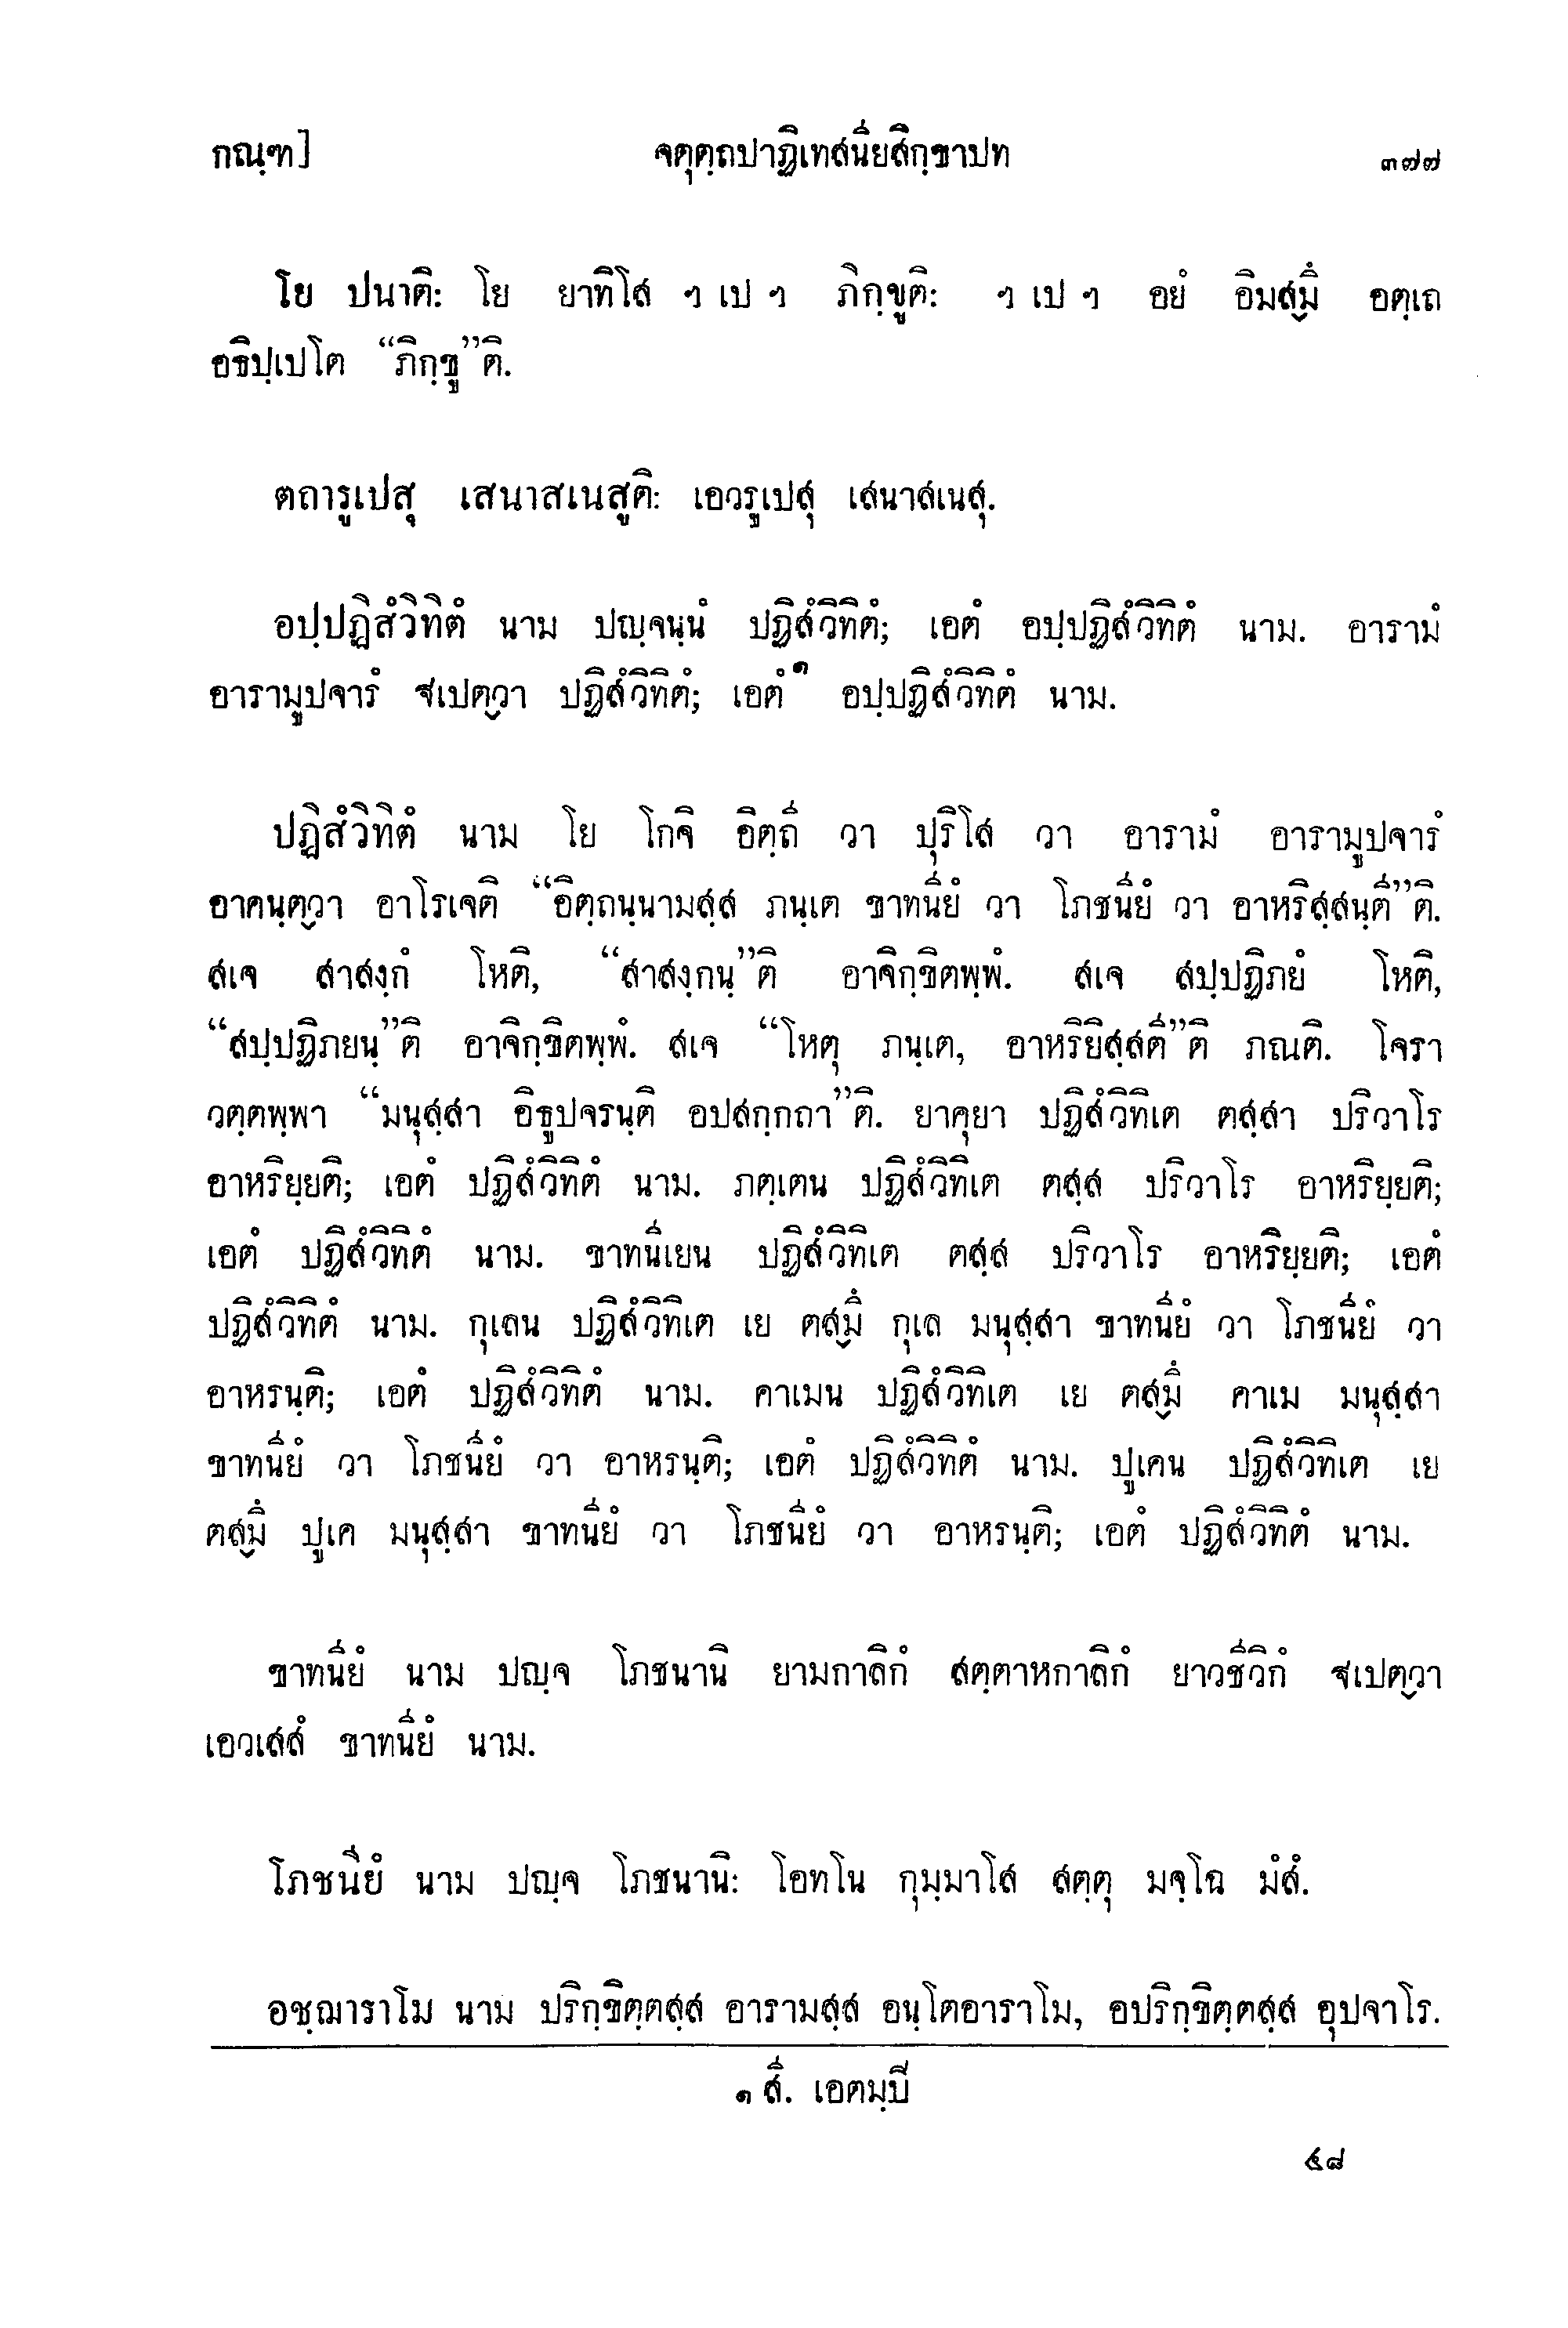 กณฺฑ] จตุตฺถปาฏิเทสนียสิกฺขาปท ๓๗๗
โย ปนาติ: โย ยาทิโส ฯ เป ฯ ภิกฺขูติ: ฯ เป ฯ อยํ อิมสฺมึ อตฺเถ
อธิปฺเปโต “ภิกฺขู”ติ.
ตถารูเปสุ เสนาสเนสูติ: เอวรูเปสุ เสนาสเนสุ.
อปฺปฏิสํวิทิตํ นาม ปญฺจนฺนํ ปฏิสํวิทิตํ; เอตํ อปฺปฏิสํวิทิตํ นาม. อารามํ
อารามูปจารํ ฐเปตฺวา ปฏิสํวิทิตํ; เอตํ๑ อปฺปฏิสํวิทิตํ นาม.
ปฏิสํวิทิตํ นาม โย โกจิ อิตฺถี วา ปุริโส วา อารามํ อารามูปจารํ
อาคนฺตฺวา อาโรเจติ “อิตฺถนฺนามสฺส ภนฺเต ขาทนียํ วา โภชนียํ วา อาหริสฺสนฺตี”ติ.
สเจ สาสงฺกํ โหติ, “สาสงฺกนฺ”ติ อาจิกฺขิตพฺพํ. สเจ สปฺปฏิภยํ โหติ,
“สปฺปฏิภยนฺ”ติ อาจิกฺขิตพฺพํ. สเจ “โหตุ ภนฺเต, อาหริยิสฺสตี”ติ ภณติ. โจรา
วตฺตพฺพา “มนุสฺสา อิธูปจรนฺติ อปสกฺกถา”ติ. ยาคุยา ปฏิสํวิทิเต ตสฺสา ปริวาโร
อาหริยฺยติ; เอตํ ปฏิสํวิทิตํ นาม. ภตฺเตน ปฏิสํวิทิเต ตสฺส ปริวาโร อาหริยฺยติ;
เอตํ ปฏิสํวิทิตํ นาม. ขาทนีเยน ปฏิสํวิทิเต ตสฺส ปริวาโร อาหริยฺยติ; เอตํ
ปฏิสํวิทิตํ นาม. กุเลน ปฏิสํวิทิเต เย ตสฺมึ กุเล มนุสฺสา ขาทนียํ วา โภชนียํ วา
อาหรนฺติ; เอตํ ปฏิสํวิทิตํ นาม. คาเมน ปฏิสํวิทิเต เย ตสฺมึ คาเม มนุสฺสา
ขาทนียํ วา โภชนียํ วา อาหรนฺติ; เอตํ ปฏิสํวิทิตํ นาม. ปูเคน ปฏิสํวิทิเต เย
ตสฺมึ ปูเค มนุสฺสา ขาทนียํ วา โภชนียํ วา อาหรนฺติ; เอตํ ปฏิสํวิทิตํ นาม.
ขาทนียํ นาม ปญฺจ โภชนานิ ยามกาลิกํ สตฺตาหกาลิกํ ยาวชีวิกํ ฐเปตฺวา
เอวเสสํ ขาทนียํ นาม.
โภชนียํ นาม ปญฺจ โภชนานิ: โอทโน กุมฺมาโส สตฺตุ มจฺโฉ มํสํ.
อชฺฌาราโม นาม ปริกฺขิตฺตสฺส อารามสฺส อนฺโตอาราโม, อปริกฺขิตฺตสฺส อุปจาโร.
๑ สี. เอตมฺปิ
๔๘